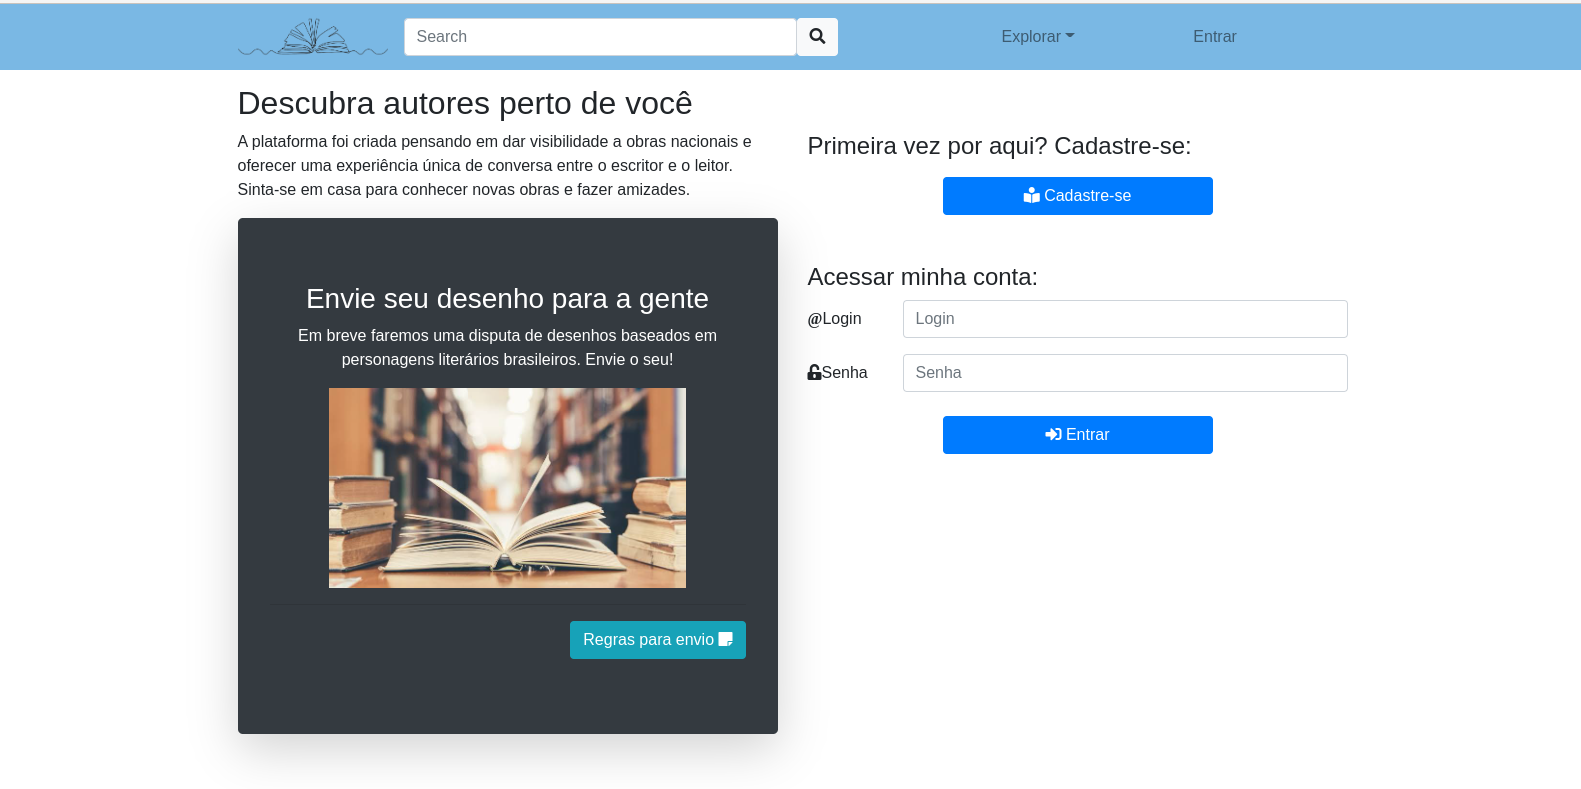 Search
Explorar
Entrar
Descubra autores perto de você
A plataforma foi criada pensando em dar visibilidade a obras nacionais e
oferecer uma experiência única de conversa entre o escritor e o leitor.
Sinta-se em casa para conhecer novas obras e fazer amizades.
Envie seu desenho para a gente
Em breve faremos uma disputa de desenhos baseados em
personagens literários brasileiros. Envie o seu!
Regras para envio
Primeira vez por aqui? Cadastre-se:
Cadastre-se
Acessar minha conta:
@Login
Login
Senha
Senha
Entrar